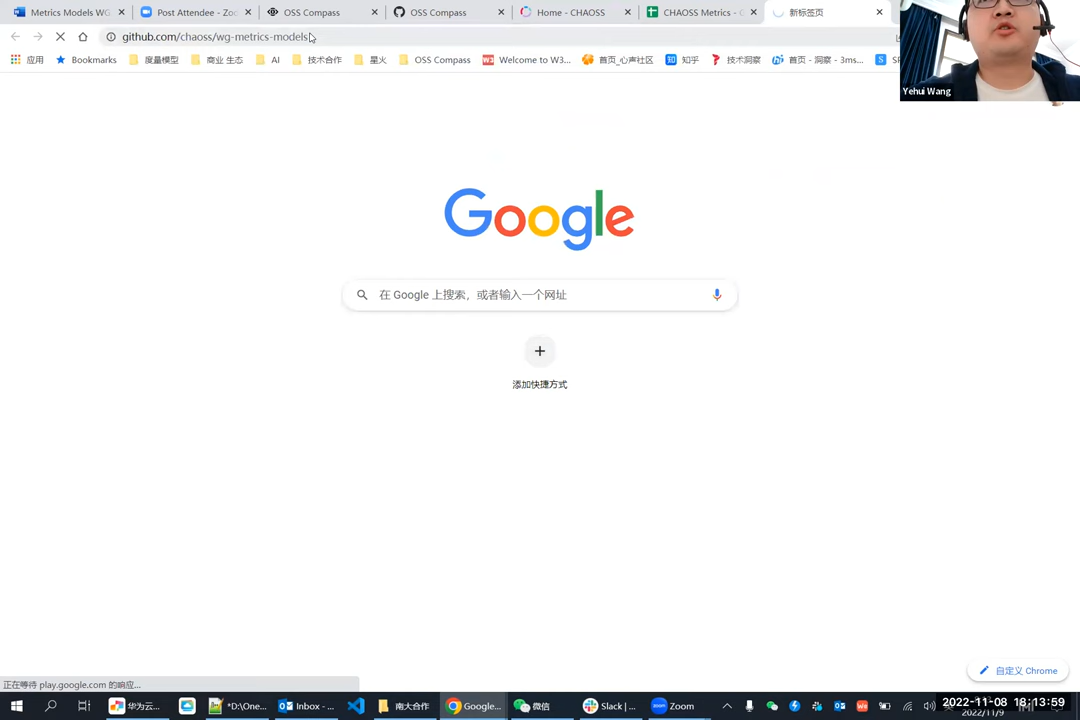 Metrics Models WG
Post Attendee - Zoo
OSS Compass
OSS Compass
Home - CHAOSS
CHAOSS Metrics - C
新标签页
github.com/chaoss/wg-metrics-models
应用
Bookmarks
度量模型
商业 生态
AI
技术合作
星火
OSS Compass
Welcome to W3...
首页_心声社区
知乎
技术洞察
首页 - 洞察 - 3ms...
Yehui Wang
Google
在 Google 上搜索，或者输入一个网址
添加快捷方式
自定义 Chrome
正在等待 play.google.com 的响应...
华为云...
*D:\One...
Inbox - ...
南大合作
Google...
微信
Slack | ...
Zoom
2022-11-08 18:13:59
2022/11/9